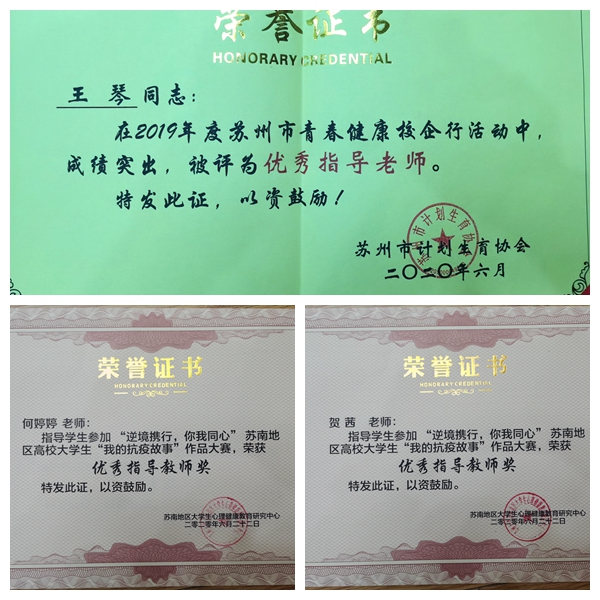 荣誉证书
HONORARY CREDENTIAL
王 琴 同志：
在2019年度苏州市青春健康校企行活动中，
成绩突出，被评为优秀指导老师。
特发此证，以资鼓励！
苏州市计划生育协会
二〇二〇年六月
荣誉证书
HONORARY CREDENTIAL
何婷婷 老师：
指导学生参加“逆境携行，你我同心”苏南地
区高校大学生“我的抗疫故事”作品大赛，荣获
优秀指导教师奖
特发此证，以资鼓励。
苏南地区大学生心理健康教育研究中心
二零二零年六月二十二日
荣誉证书
HONORARY CREDENTIAL
贺 茜 老师：
指导学生参加“逆境携行，你我同心”苏南地
区高校大学生“我的抗疫故事”作品大赛，荣获
优秀指导教师奖
特发此证，以资鼓励。
苏南地区大学生心理健康教育研究中心
二零二零年六月二十二日